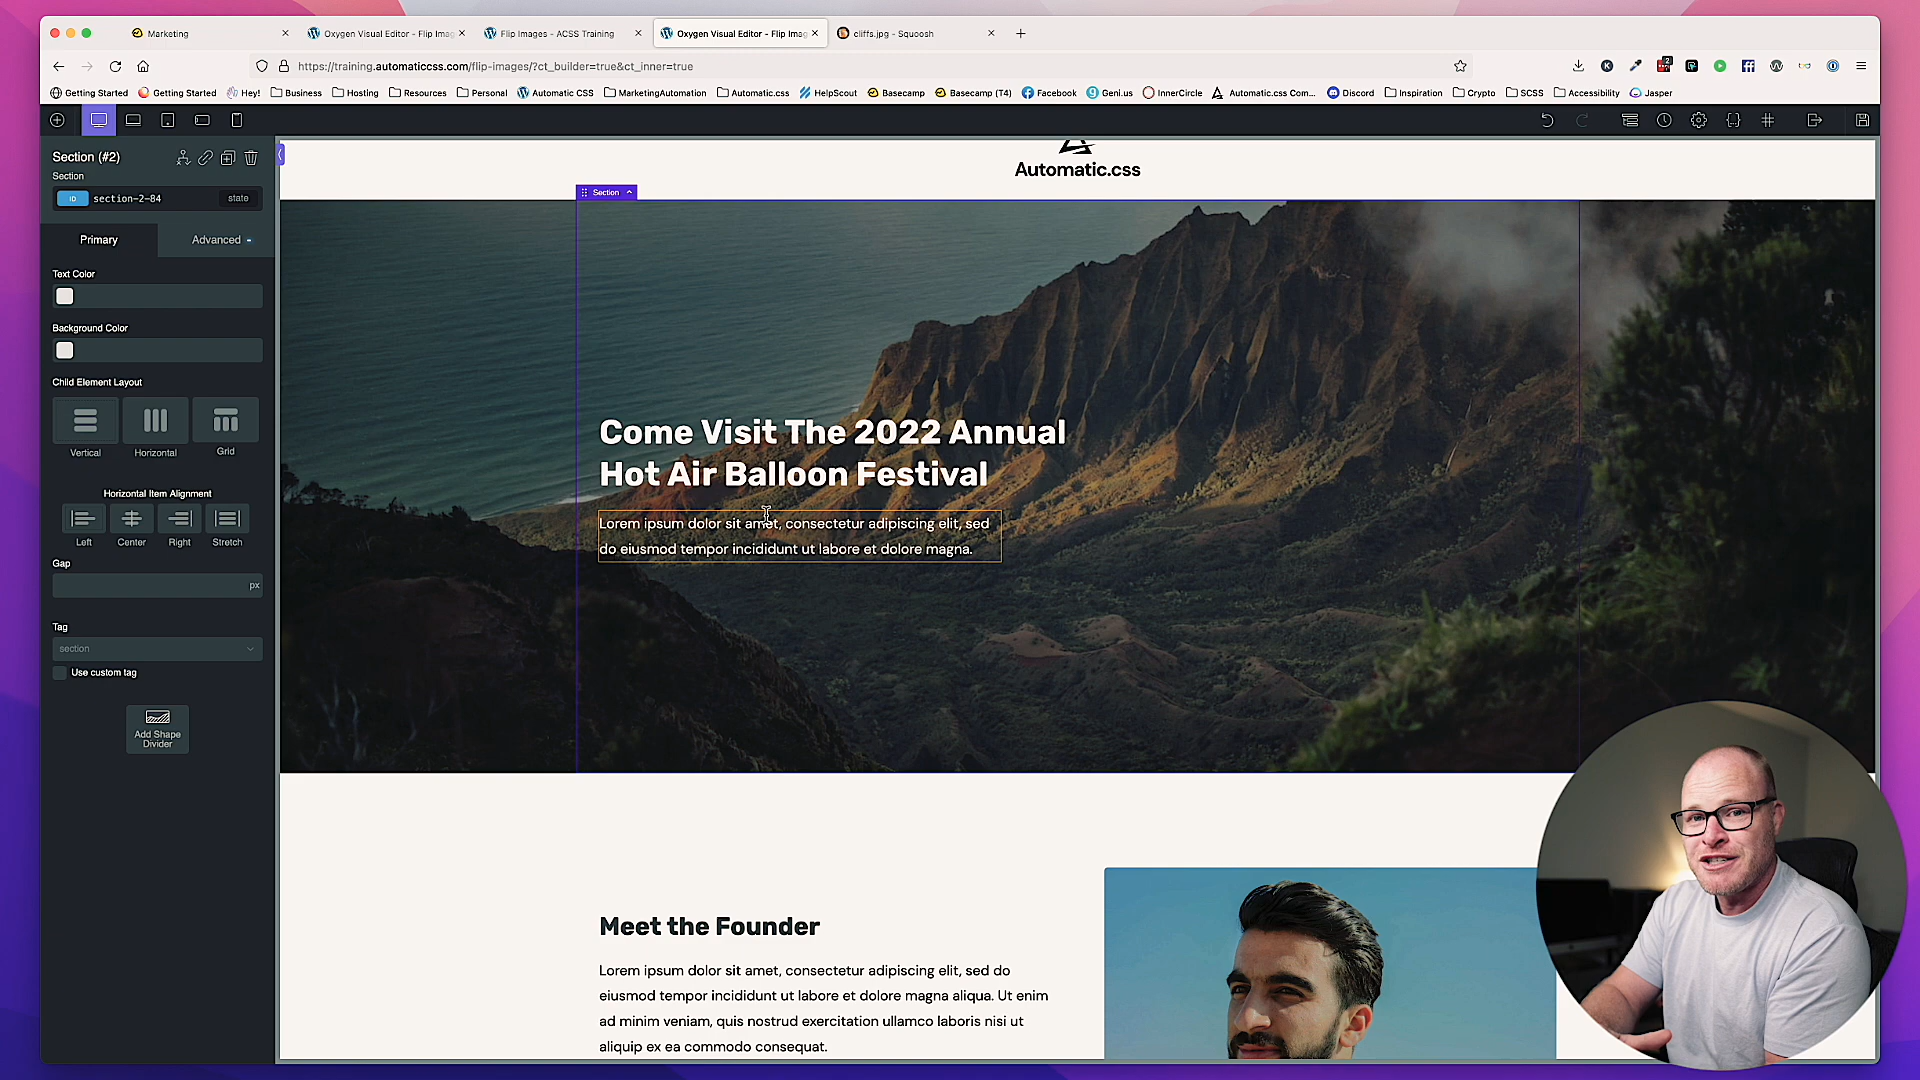 Marketing
Oxygen Visual Editor - Flip Imag
Flip Images - ACSS Training
Oxygen Visual Editor - Flip Imag
cliffs.jpg - Squoosh
https://training.automaticcss.com/flip-images/?ct_builder=true&ct_inner=true
2
Getting Started
Getting Started
Hey!
Business
Hosting
Resources
Personal
Automatic CSS
MarketingAutomation
Automatic.css
HelpScout
Basecamp
Basecamp (T4)
Facebook
Geni.us
InnerCircle
Automatic.css Com...
Discord
Inspiration
Crypto
SCSS
Accessibility
Jasper
Section (#2)
Section
ID
section-2-84
state
Primary
Advanced
Text Color
Background Color
Child Element Layout
Vertical
Horizontal
Grid
Horizontal Item Alignment
Left
Center
Right
Stretch
Gap
px
Tag
section
Use custom tag
Add Shape
Divider
Automatic.css
Section
Come Visit The 2022 Annual
Hot Air Balloon Festival
Lorem ipsum dolor sit amet, consectetur adipiscing elit, sed
do eiusmod tempor incididunt ut labore et dolore magna.
Meet the Founder
Lorem ipsum dolor sit amet, consectetur adipiscing elit, sed do
eiusmod tempor incididunt ut labore et dolore magna aliqua. Ut enim
ad minim veniam, quis nostrud exercitation ullamco laboris nisi ut
aliquip ex ea commodo consequat.